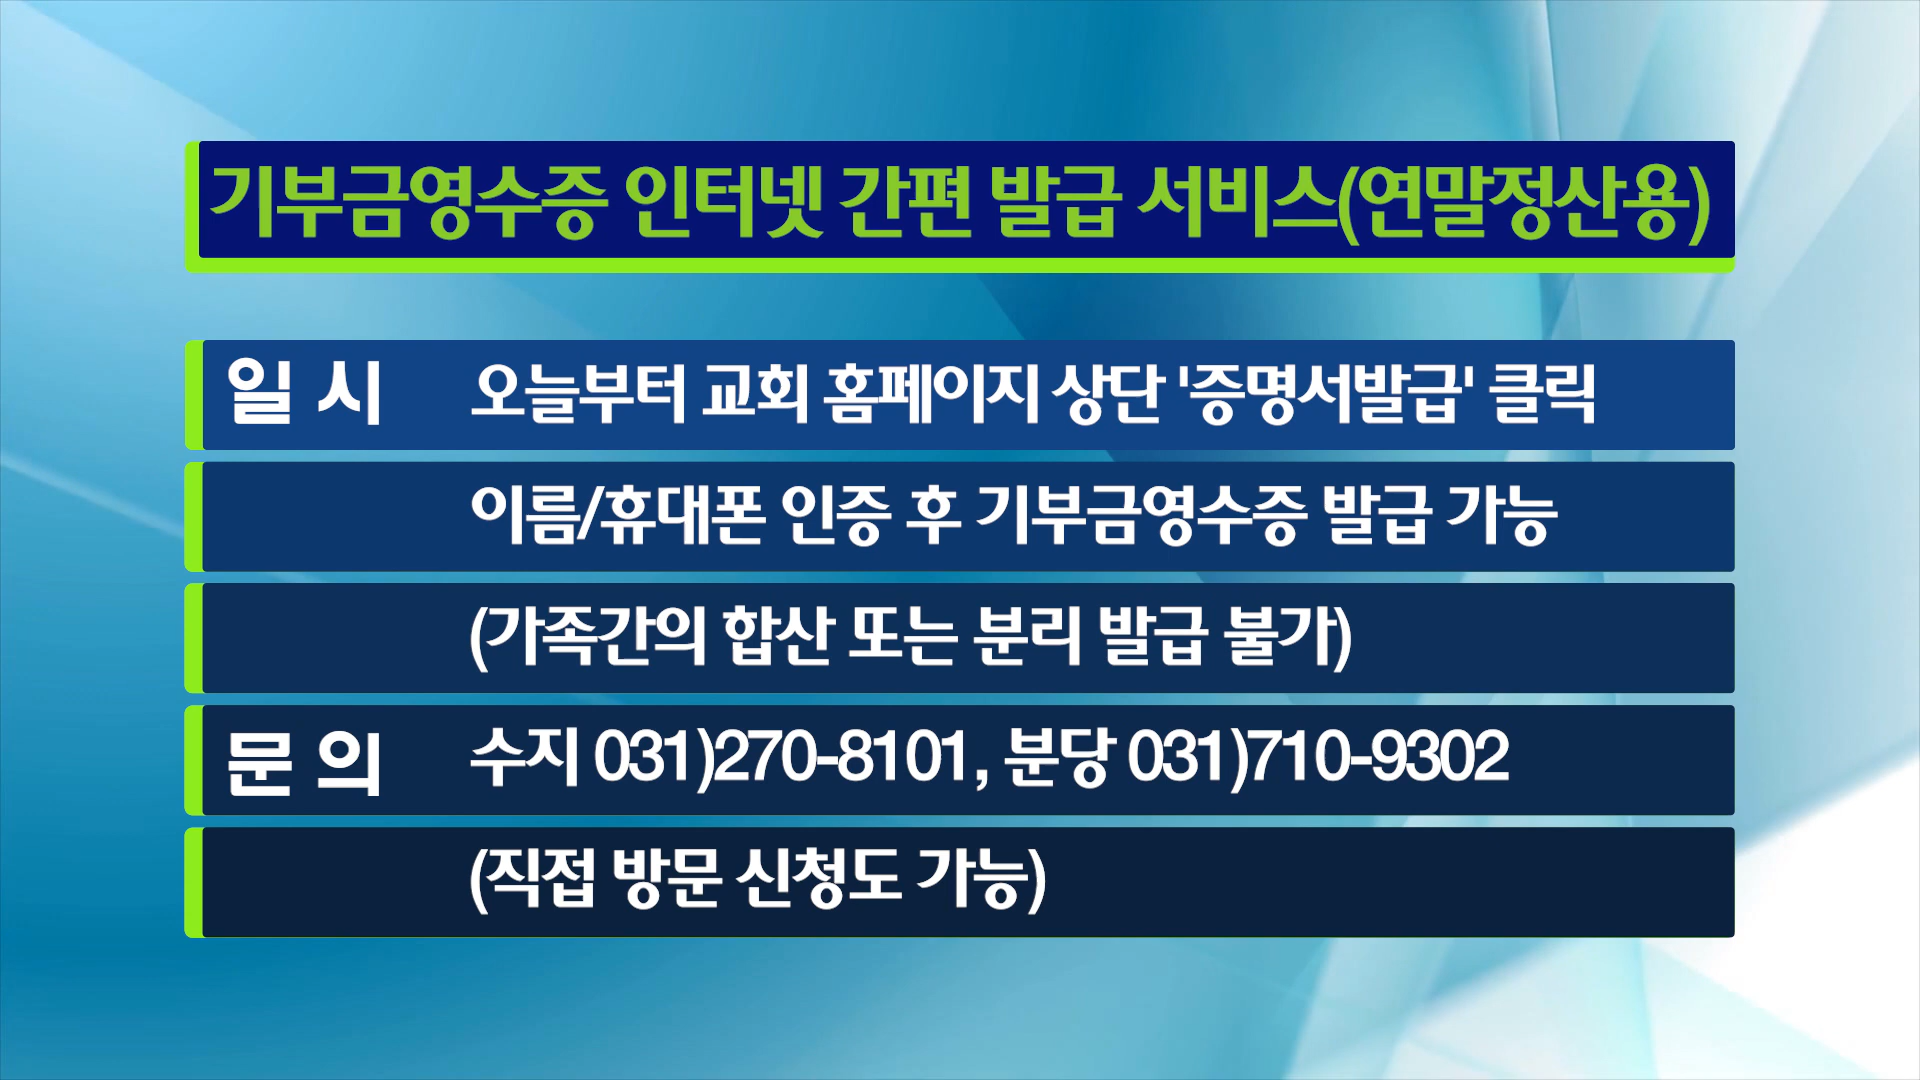 기부금영수증 인터넷 간편 발급 서비스(연말정산용)
일 시 오늘부터 교회 홈페이지 상단 '증명서발급' 클릭
이름/휴대폰 인증 후 기부금영수증 발급 가능
(가족간의 합산 또는 분리 발급 불가)
문 의 수지 031)270-8101, 분당 031)710-9302
(직접 방문 신청도 가능)